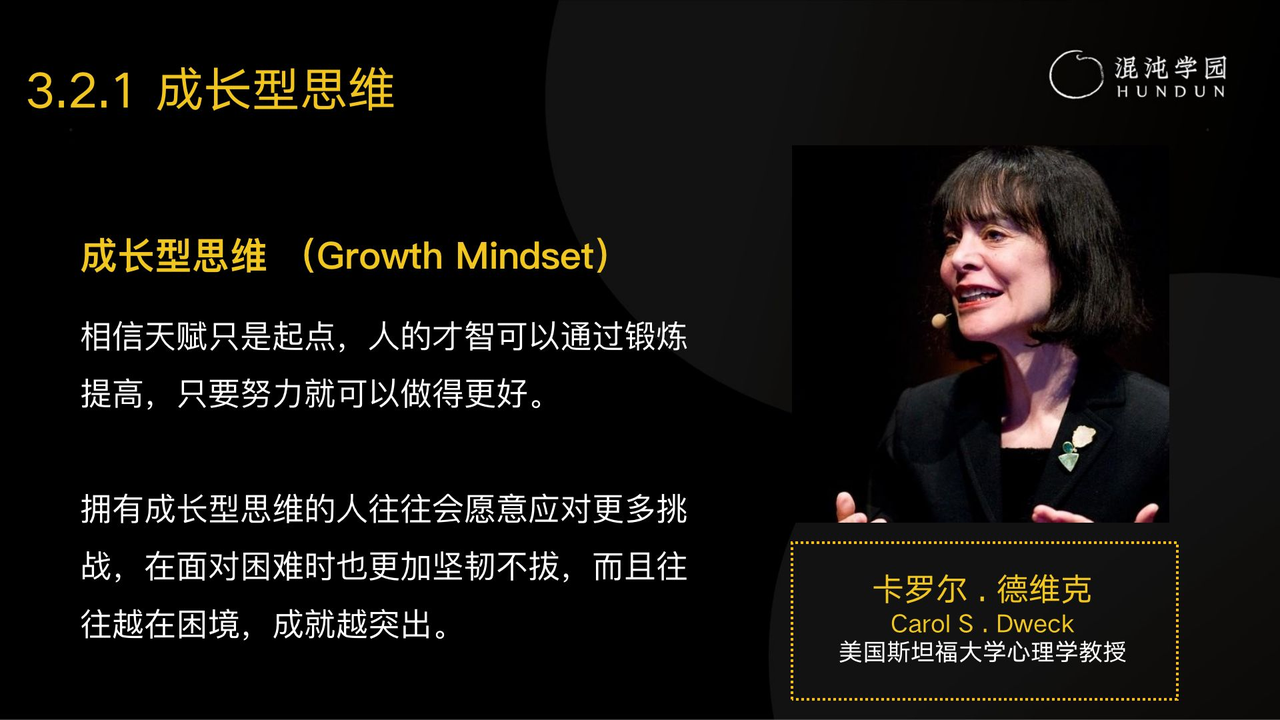 3.2.1 成长型思维
混沌学园
HUNDUN
成长型思维 （Growth Mindset）
相信天赋只是起点，人的才智可以通过锻炼
提高，只要努力就可以做得更好。
拥有成长型思维的人往往会愿意应对更多挑
战，在面对困难时也更加坚韧不拔，而且往
往越在困境，成就越突出。
卡罗尔 . 德维克
Carol S . Dweck
美国斯坦福大学心理学教授